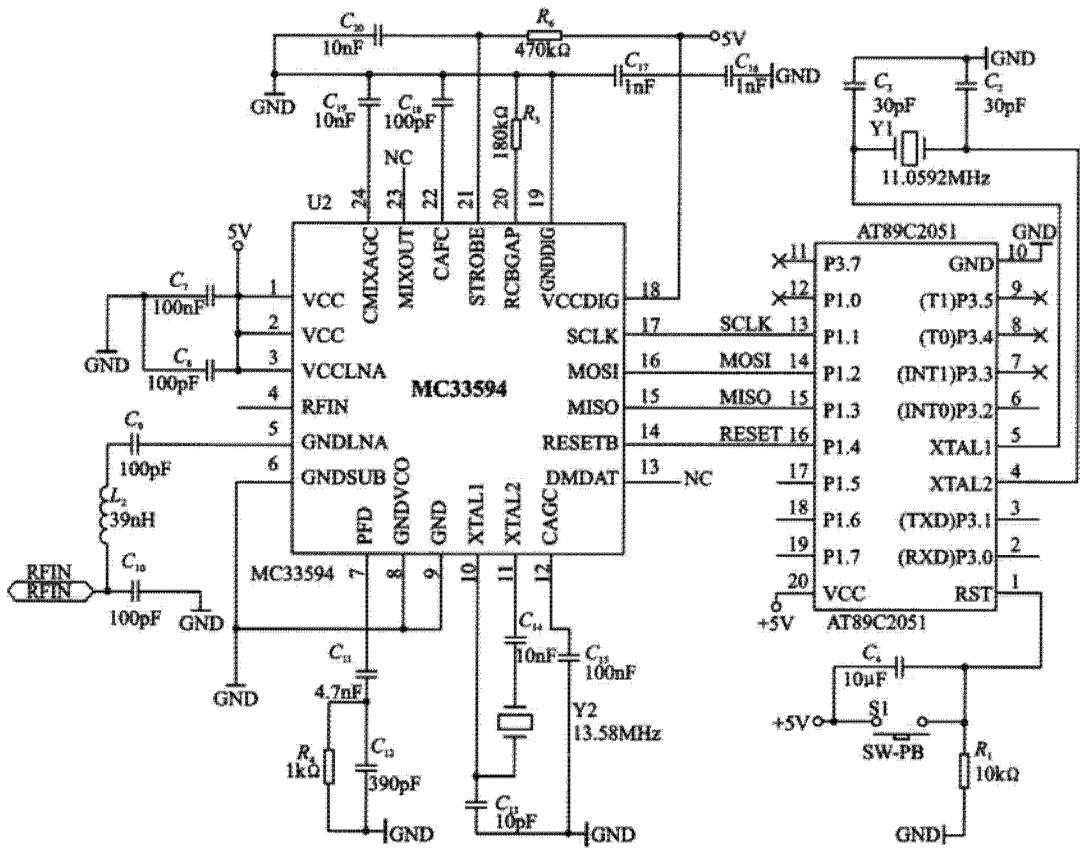 C₂₀
10nF
R₆
470kΩ
5V
GND
C₁₉
10nF
C₁₈
100pF
180kΩ
R₅
C₁₇
1nF
C₁₆
1nF
GND
NC
U2
24
23
22
21
20
19
CMIXAGC
MIXOUT
CAFC
STROBE
RCBGAP
GNDDIG
5V
C₇
100nF
GND
C₈
100pF
1
VCC
2
VCC
3
VCCLNA
4
RFIN
5
GNDLNA
6
GNDSUB
MC33594
VCCDIG
18
SCLK
17
SCLK
MOSI
16
MOSI
MISO
15
MISO
RESETB
14
RESET
DMDAT
13
NC
PFD
GNDVCO
GND
XTAL1
XTAL2
CAGC
MC33594
7
8
9
10
11
12
C₉
100pF
L₂
39nH
RFIN
RFIN
C₁₀
100pF
GND
GND
C₁₁
4.7nF
R₄
1kΩ
C₁₂
390pF
GND
C₁₄
10nF
C₁₅
100nF
Y2
13.58MHz
C₁₃
10pF
GND
GND
30pF
30pF
Y1
11.0592MHz
AT89C2051
GND
11
P3.7
GND
10
12
P1.0
(T1)P3.5
9
13
P1.1
(T0)P3.4
8
14
P1.2
(INT1)P3.3
7
15
P1.3
(INT0)P3.2
6
16
P1.4
XTAL1
5
17
P1.5
XTAL2
4
18
P1.6
(TXD)P3.1
3
19
P1.7
(RXD)P3.0
2
20
VCC
RST
1
+5V
AT89C2051
C₄
10μF
+5V
S1
SW-PB
R₁
10kΩ
GND